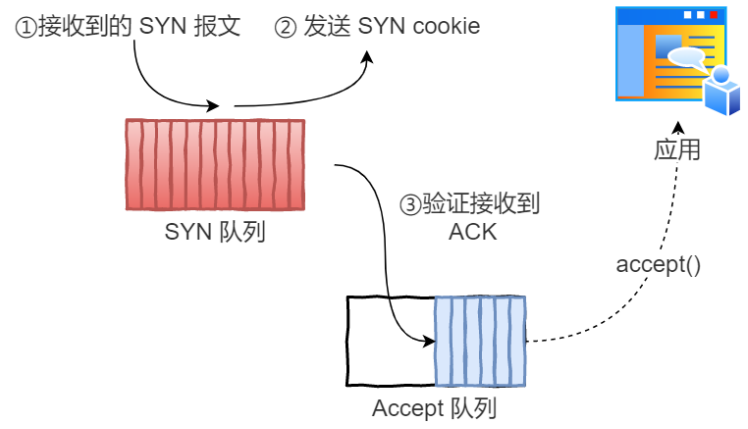 ①接收到的 SYN 报文
② 发送 SYN cookie
应用
③验证接收到
ACK
SYN 队列
accept()
Accept 队列